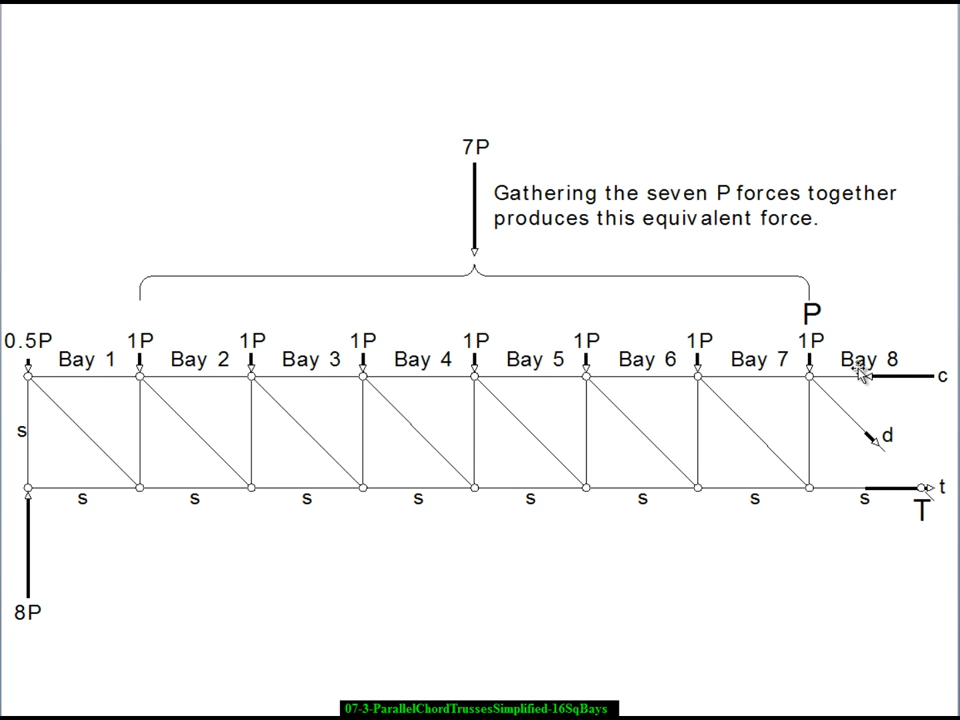 7P
Gathering the seven P forces together
produces this equivalent force.
P
0.5P 1P 1P 1P 1P 1P 1P 1P
Bay 1 Bay 2 Bay 3 Bay 4 Bay 5 Bay 6 Bay 7 Bay 8
c
s
d
t
s s s s s s s s
T
8P
07-3-ParallelChordTrussesSimplified-16SqBays